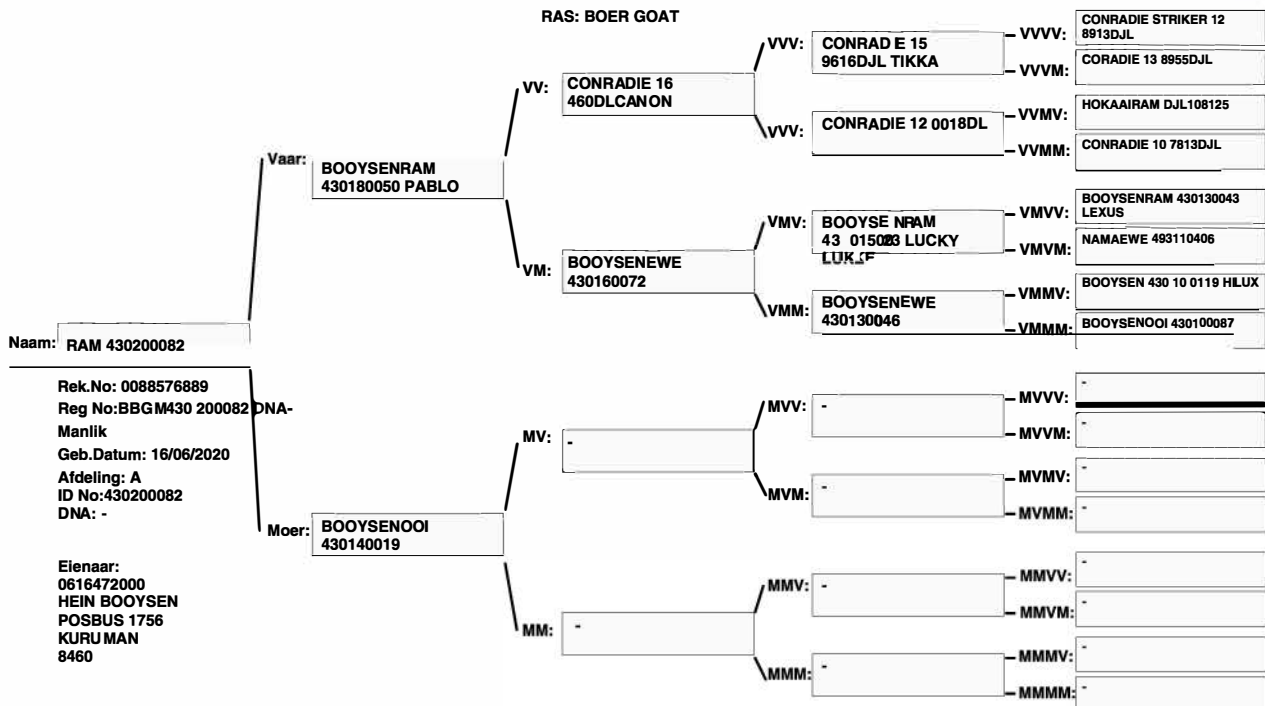 RAS: BOER GOAT
Naam: RAM 430200082
Rek.No: 0088576889
Reg No:BBGM430 200082 DNA-
Manlik
Geb.Datum: 16/06/2020
Afdeling: A
ID No:430200082
DNA: -
Eienaar:
0616472000
HEIN BOOYSEN
POSBUS 1756
KURUMAN
8460
Vaar: BOOYSENRAM
430180050 PABLO
Moer: BOOYSENOOI
430140019
VV: CONRADIE 16
460DLCANON
VM: BOOYSENEWE
430160072
MV: -
MM: -
VVV: CONRAD E 15
9616DJL TIKKA
VVV: CONRADIE 12 0018DL
VMV: BOOYSE NRAM
LUCKY
VMM: BOOYSENEWE
430130046
MVV: -
MVM: -
MMV: -
MMM: -
VVVV: CONRADIE STRIKER 12
8913DJL
VVVM: CORADIE 13 8955DJL
VVMV: HOKAAIRAM DJL108125
VVMM: CONRADIE 10 7813DJL
VMVV: BOOYSENRAM 430130043
LEXUS
VMVM: NAMAEWE 493110406
VMMV: BOOYSEN 430 10 0119 HILUX
VMMM: BOOYSENOOI 430100087
MVVV: -
MVVM: -
MVMV: -
MVMM: -
MMVV: -
MMVM: -
MMMV: -
MMMM: -